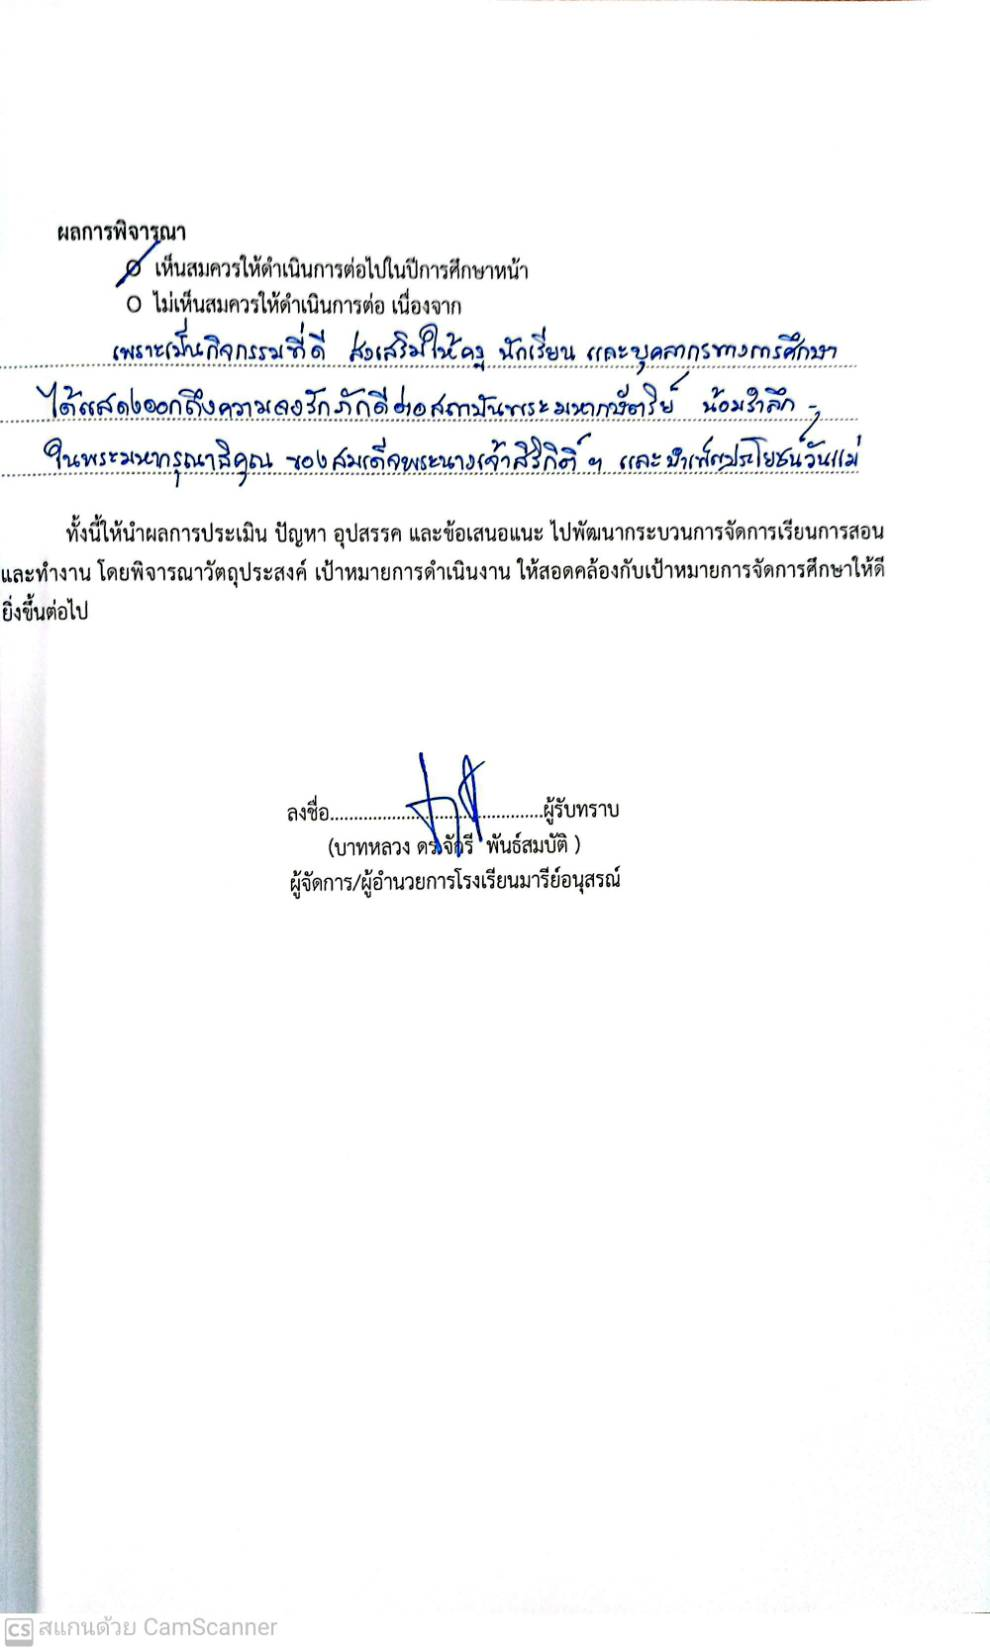 ผลการพิจารุณา
เห็นสมควรให้ดำเนินการต่อไปในปีการศึกษาหน้า
O ไม่เห็นสมควรให้ดำเนินการต่อ เนื่องจาก
เพราะเป็นกิจกรรมที่ดี ส่งเสริมให้ครู นักเรียน และบุคลากรทางการศึกษา
ได้แสดงออกถึงความจงรักภักดีต่อสถาบันพระมหากษัตริย์ น้อมรำลึก -
ในพระมหากรุณาธิคุณ ของสมเด็จพระนางเจ้าสิริกิติ์ ฯ และบำเพ็ญประโยชน์วันแม่
ทั้งนี้ให้นำผลการประเมิน ปัญหา อุปสรรค และข้อเสนอแนะ ไปพัฒนากระบวนการจัดการเรียนการสอน
และทำงาน โดยพิจารณาวัตถุประสงค์ เป้าหมายการดำเนินงาน ให้สอดคล้องกับเป้าหมายการจัดการศึกษาให้ดี
ยิ่งขึ้นต่อไป
ลงชื่อ........................................ผู้รับทราบ
(บาทหลวง ดร.จักรี พันธ์สมบัติ )
ผู้จัดการ/ผู้อำนวยการโรงเรียนมารีย์อนุสรณ์
CS สแกนด้วย CamScanner